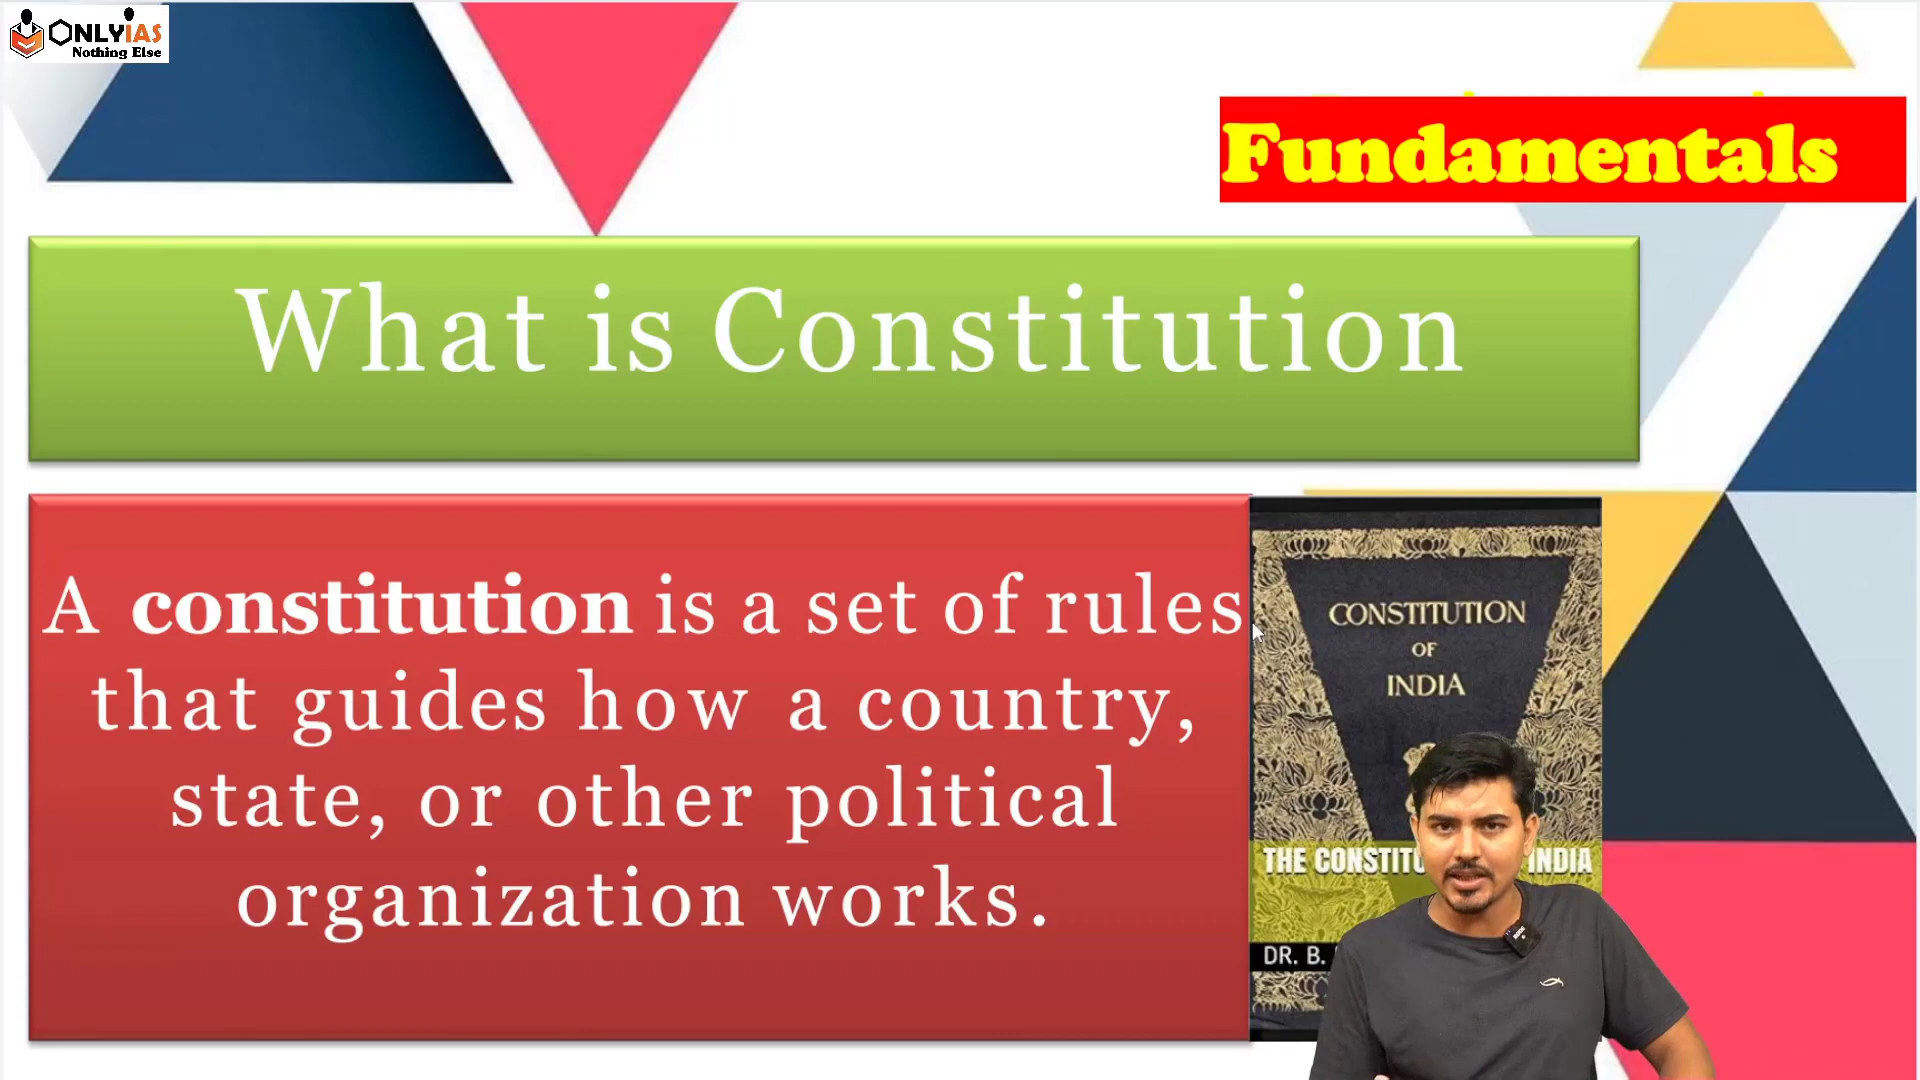 ONLYIAS
Nothing Else
Fundamentals
What is Constitution
A constitution is a set of rules
that guides how a country,
state, or other political
organization works.
CONSTITUTION
OF
INDIA
THE CONSTITU INDIA
DR. B.